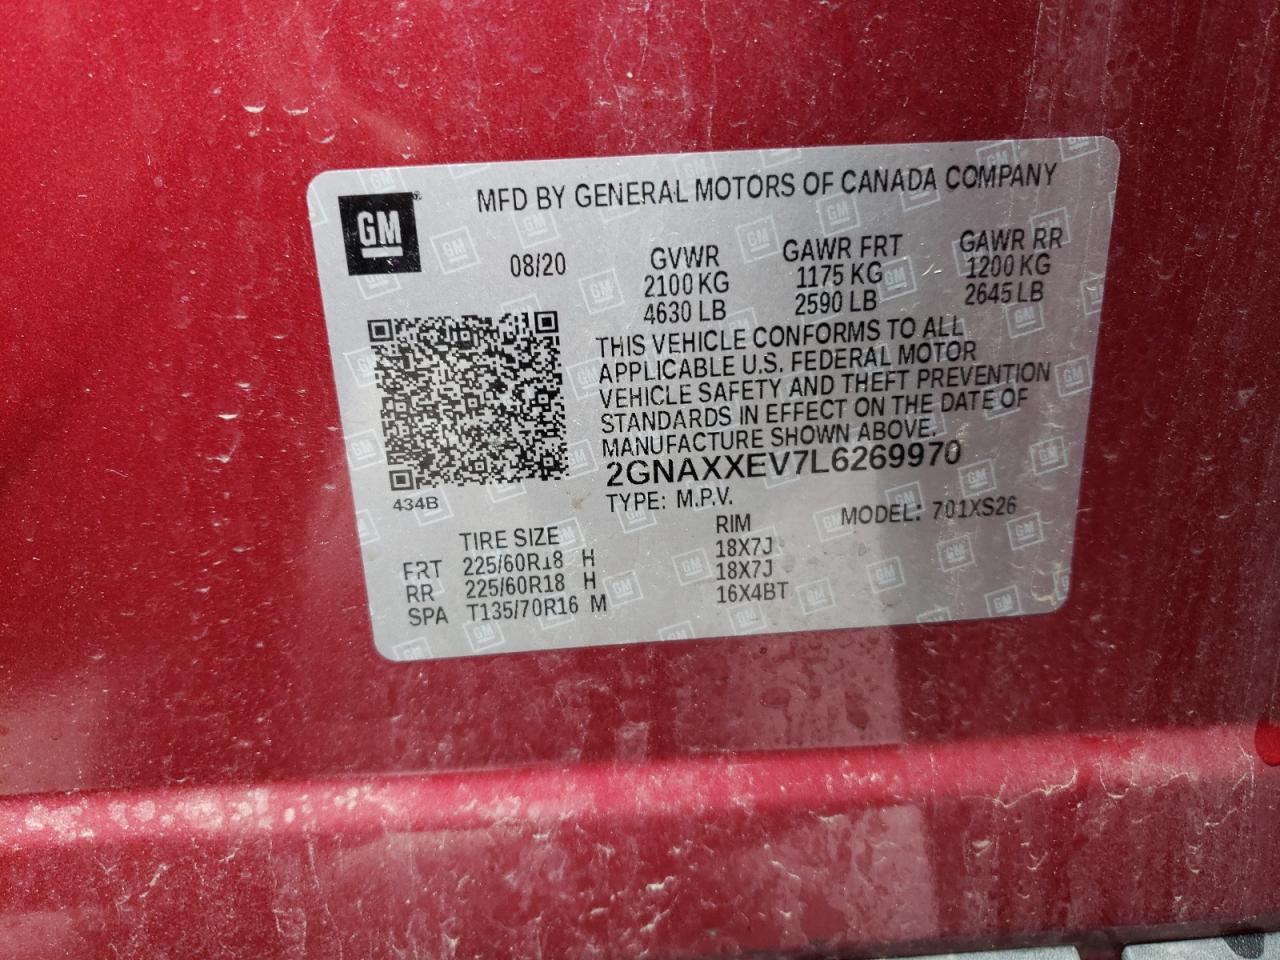 GM
MFD BY GENERAL MOTORS OF CANADA COMPANY
08/20
GVWR
2100 KG
4630 LB
GAWR FRT
1175 KG
2590 LB
GAWR RR
1200 KG
2645 LB
THIS VEHICLE CONFORMS TO ALL
APPLICABLE U.S. FEDERAL MOTOR
VEHICLE SAFETY AND THEFT PREVENTION
STANDARDS IN EFFECT ON THE DATE OF
MANUFACTURE SHOWN ABOVE.
2GNAXXEV7L6269970
434B
TYPE: M.P.V.
MODEL: 701XS26
TIRE SIZE RIM
FRT 225/60R18 H 18X7J
RR 225/60R18 H 18X7J
SPA T135/70R16 M 16X4BT